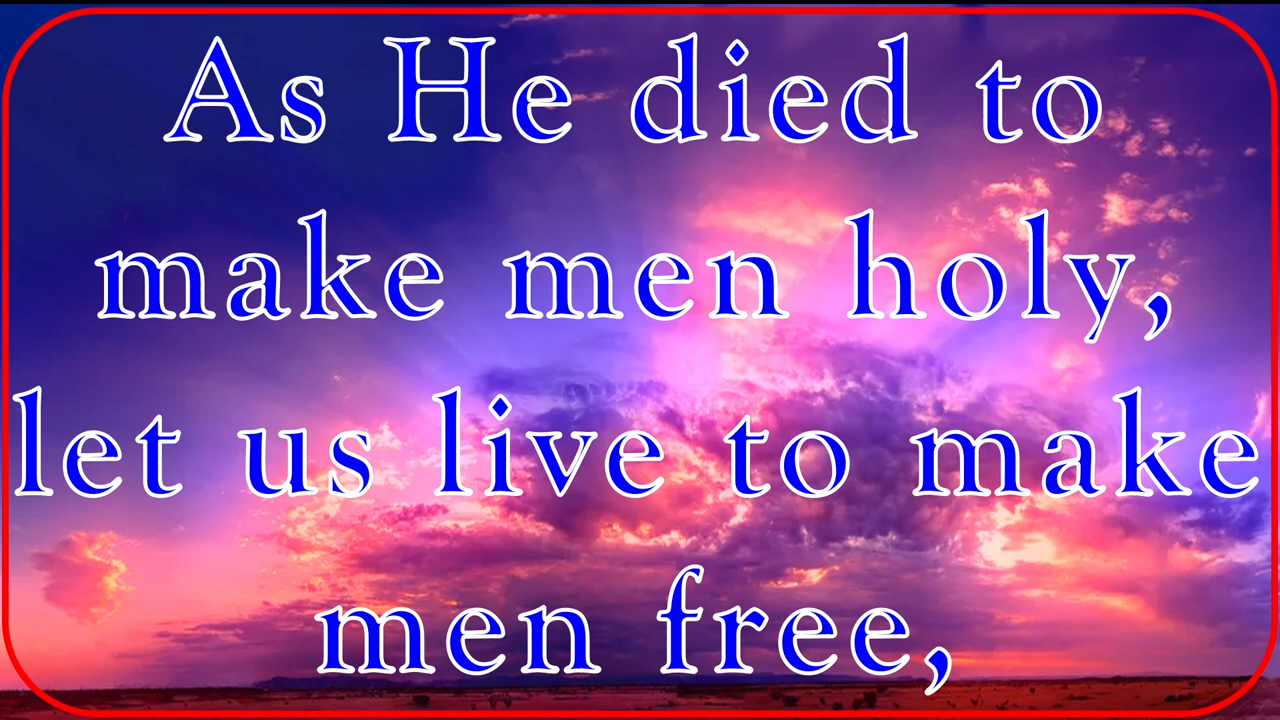 As He died to
make men holy,
let us live to make
men free,